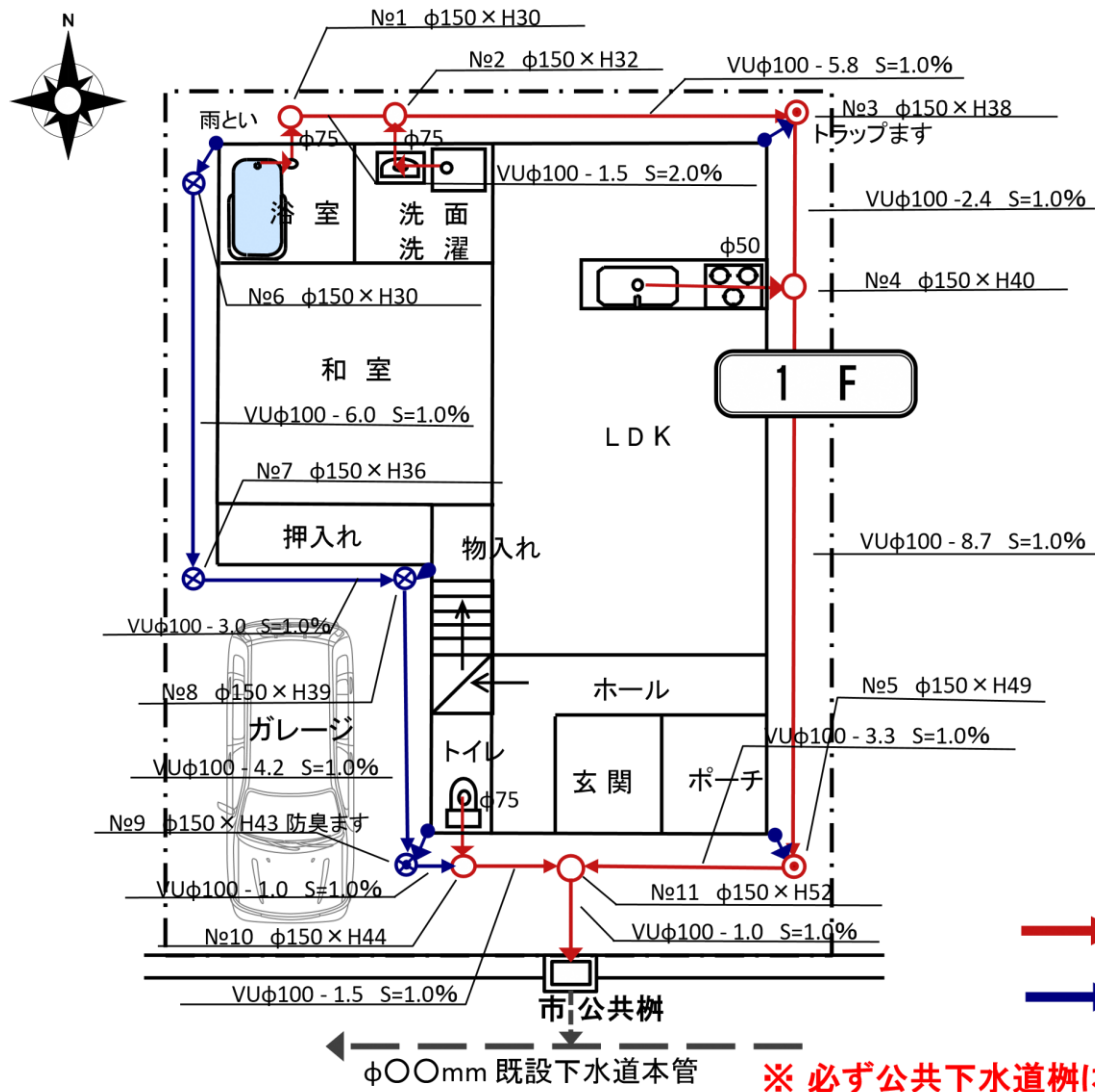 N
№1 φ150×H30
№2 φ150×H32
VUφ100 - 5.8 S=1.0%
雨とい
№3 φ150×H38
トラップます
φ75
φ75
VUφ100 - 1.5 S=2.0%
浴 室
洗 面
洗 濯
VUφ100 -2.4 S=1.0%
φ50
№6 φ150×H30
№4 φ150×H40
和 室
1 F
VUφ100 - 6.0 S=1.0%
LDK
№7 φ150×H36
押入れ
物入れ
VUφ100 - 8.7 S=1.0%
VUφ100 - 3.0 S=1.0%
№8 φ150×H39
ホール
№5 φ150×H49
ガレージ
トイレ
VUφ100 - 3.3 S=1.0%
VUφ100 - 4.2 S=1.0%
玄 関
ポーチ
φ75
№9 φ150×H43 防臭ます
VUφ100 - 1.0 S=1.0%
№11 φ150×H52
№10 φ150×H44
VUφ100 - 1.0 S=1.0%
VUφ100 - 1.5 S=1.0%
市 公共桝
φ〇〇mm 既設下水道本管
※ 必ず公共下水道桝は